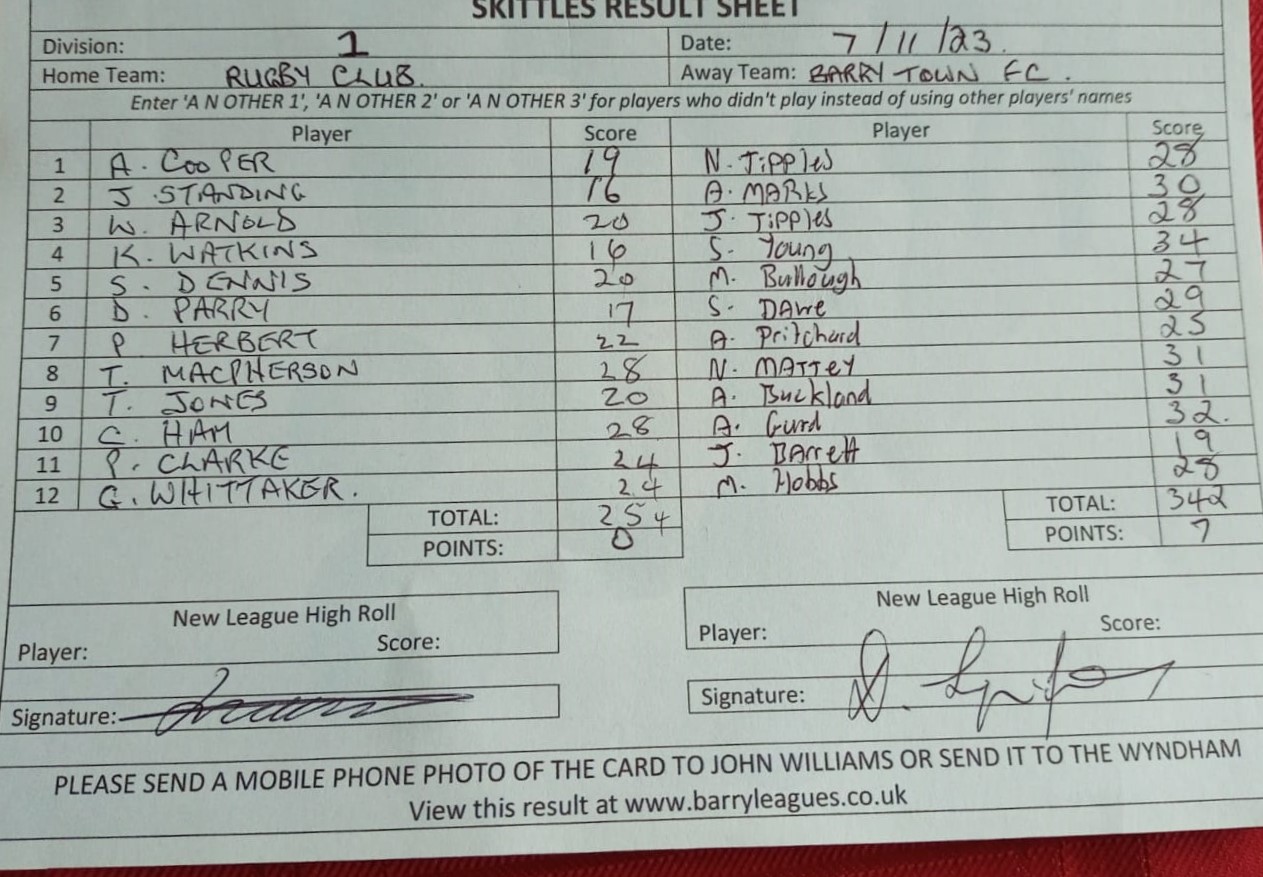 SKITTLES RESULT SHEET
Division: 1 Date: 7/11/23.
Home Team: RUGBY CLUB. Away Team: BARRY TOWN FC.
Enter 'A N OTHER 1', 'A N OTHER 2' or 'A N OTHER 3' for players who didn't play instead of using other players' names
Player Score Player Score
1 A. COOPER 19 N. Tipples 28
2 J. STANDING 16 A. MARKS 30
3 W. ARNOLD 20 J. Tipples 28
4 K. WATKINS 16 S. Young 34
5 S. DENNIS 20 M. Bullough 27
6 D. PARRY 17 S. DAWE 29
7 P HERBERT 22 A. Pritchard 25
8 T. MACPHERSON 28 N. MATTEY 31
9 T. JONES 20 A. Buckland 31
10 C. HAM 28 A. Gurd 32.
11 P. CLARKE 24 J. BArrett 19
12 G. WHITTAKER. 24 M. Hobbs 28
TOTAL: 254 TOTAL: 342
POINTS: 0 POINTS: 7
New League High Roll New League High Roll
Player: Score: Player: Score:
Signature: Signature:
PLEASE SEND A MOBILE PHONE PHOTO OF THE CARD TO JOHN WILLIAMS OR SEND IT TO THE WYNDHAM
View this result at www.barryleagues.co.uk